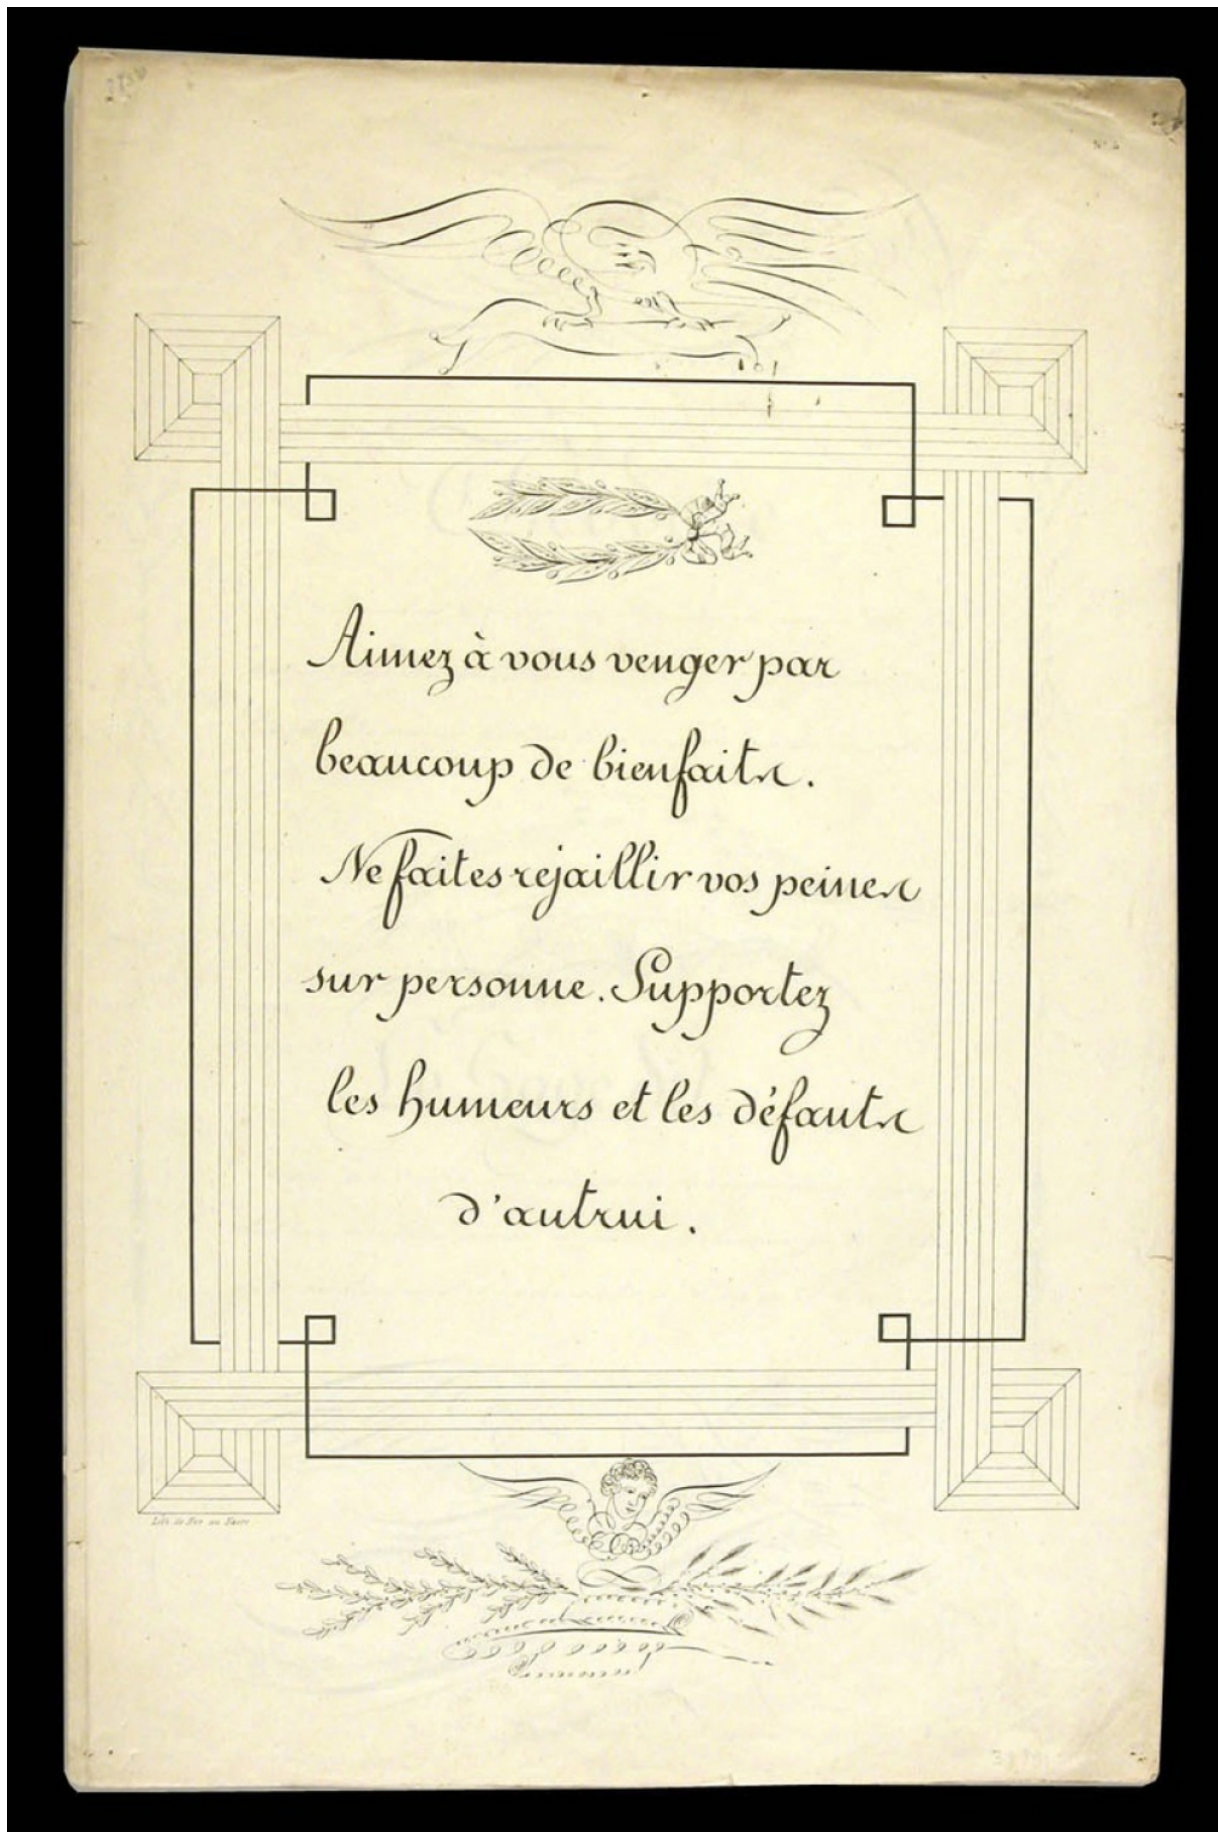 Aimez à vous venger par
beaucoup de bienfaits.
Ne faites rejaillir vos peines
sur personne. Supportez
les humeurs et les défauts
d'autrui.